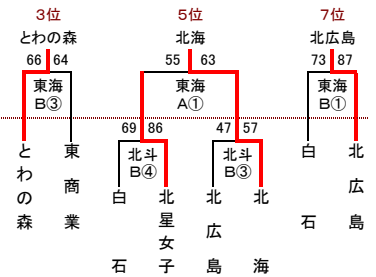 3位 5位 7位
とわの森 北海 北広島
66 64 55 63 73 87
東海 東海 東海
B③ A① B①
69 86 47 57
北斗 北斗
B④ B③
とわの森 東商業 白石 北星女子 北広島 北海 白石 北広島